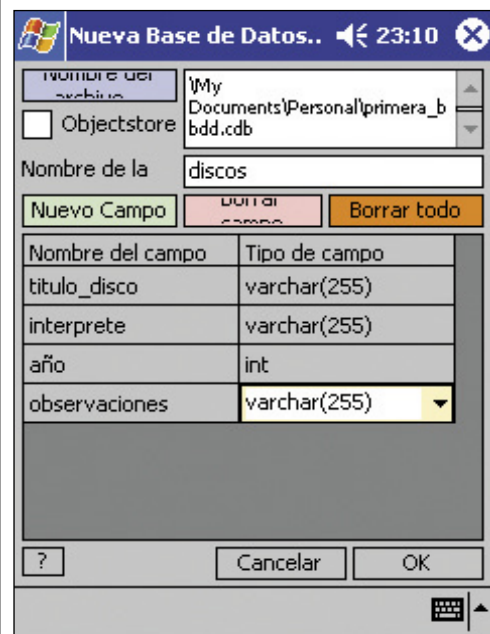 Nueva Base de Datos.. 23:10
Nombre del
archivo
\My
Documents\Personal\primera_b
bdd.cdb
Objectstore
Nombre de la discos
Nuevo Campo Borrar
campo Borrar todo
Nombre del campo Tipo de campo
titulo_disco varchar(255)
interprete varchar(255)
año int
observaciones varchar(255)
? Cancelar OK